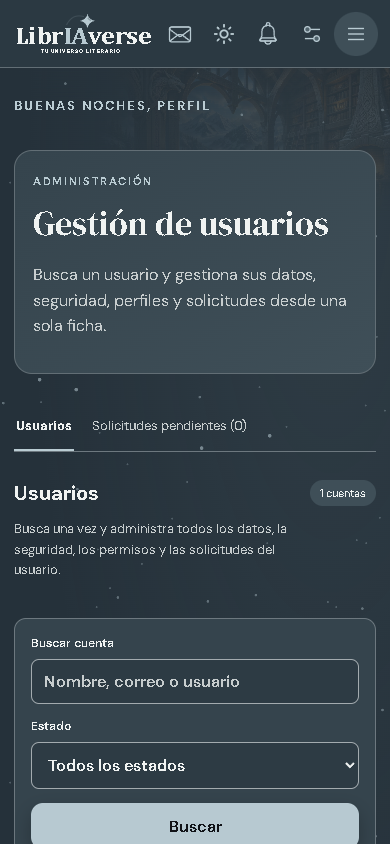 LibrIAverse
TU UNIVERSO LITERARIO
BUENAS NOCHES, PERFIL
ADMINISTRACIÓN
Gestión de usuarios
Busca un usuario y gestiona sus datos,
seguridad, perfiles y solicitudes desde una
sola ficha.
Usuarios
Solicitudes pendientes (0)
Usuarios
1 cuentas
Busca una vez y administra todos los datos, la
seguridad, los permisos y las solicitudes del
usuario.
Buscar cuenta
Nombre, correo o usuario
Estado
Todos los estados
Buscar